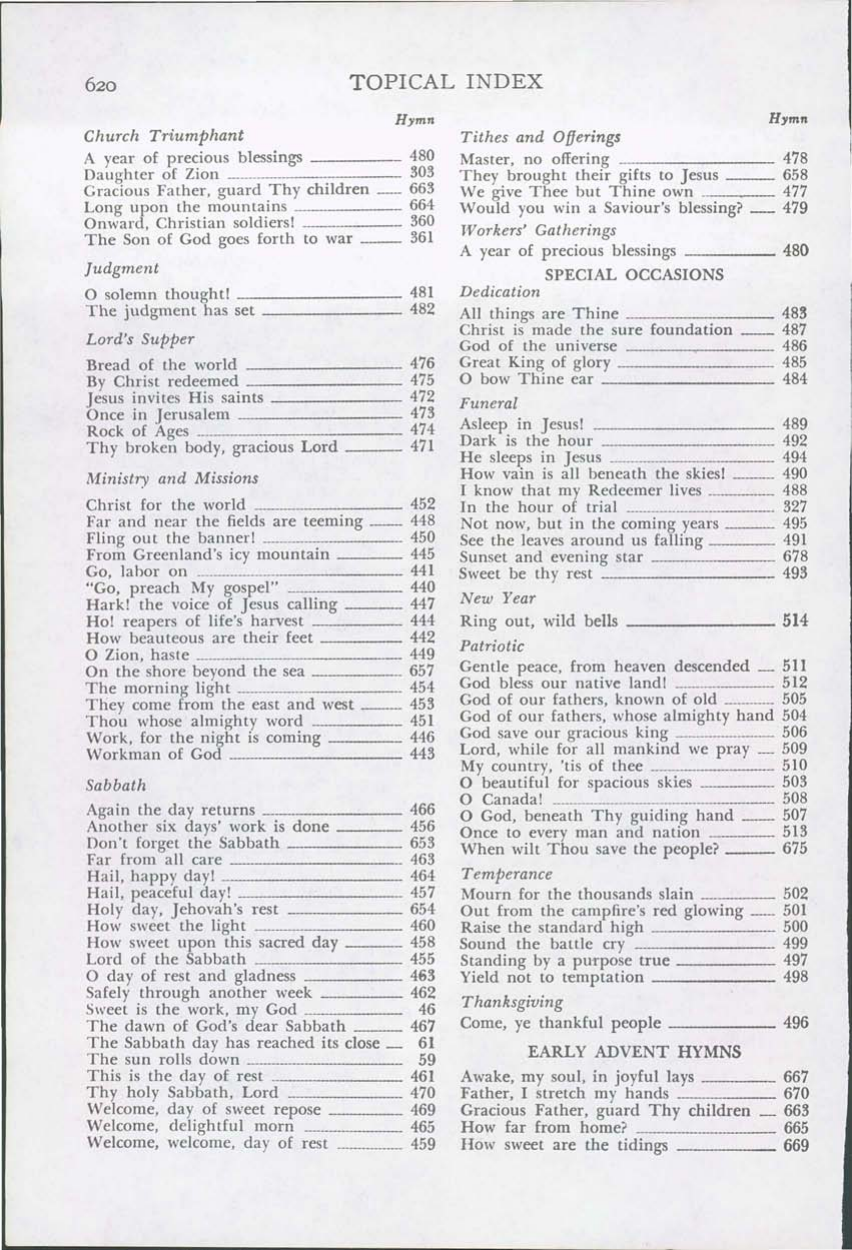 620
TOPICAL INDEX
Hymn
Church Triumphant
A year of precious blessings 480
Daughter of Zion 303
Gracious Father, guard Thy children 663
Long upon the mountains 664
Onward, Christian soldiers! 360
The Son of God goes forth to war 361
Judgment
O solemn thought! 481
The judgment has set 482
Lord's Supper
Bread of the world 476
By Christ redeemed 475
Jesus invites His saints 472
Once in Jerusalem 473
Rock of Ages 474
Thy broken body, gracious Lord 471
Ministry and Missions
Christ for the world 452
Far and near the fields are teeming 448
Fling out the banner! 450
From Greenland's icy mountain 445
Go, labor on 441
"Go, preach My gospel" 440
Hark! the voice of Jesus calling 447
Ho! reapers of life's harvest 444
How beauteous are their feet 442
O Zion, haste 449
On the shore beyond the sea 657
The morning light 454
They come from the east and west 453
Thou whose almighty word 451
Work, for the night is coming 446
Workman of God 443
Sabbath
Again the day returns 466
Another six days' work is done 456
Don't forget the Sabbath 653
Far from all care 463
Hail, happy day! 464
Hail, peaceful day! 457
Holy day, Jehovah's rest 654
How sweet the light 460
How sweet upon this sacred day 458
Lord of the Sabbath 455
O day of rest and gladness 463
Safely through another week 462
Sweet is the work, my God 46
The dawn of God's dear Sabbath 467
The Sabbath day has reached its close 61
The sun rolls down 59
This is the day of rest 461
Thy holy Sabbath, Lord 470
Welcome, day of sweet repose 469
Welcome, delightful morn 465
Welcome, welcome, day of rest 459
Hymn
Tithes and Offerings
Master, no offering 478
They brought their gifts to Jesus 658
We give Thee but Thine own 477
Would you win a Saviour's blessing? 479
Workers' Gatherings
A year of precious blessings 480
SPECIAL OCCASIONS
Dedication
All things are Thine 483
Christ is made the sure foundation 487
God of the universe 486
Great King of glory 485
O bow Thine ear 484
Funeral
Asleep in Jesus! 489
Dark is the hour 492
He sleeps in Jesus 494
How vain is all beneath the skies! 490
I know that my Redeemer lives 488
In the hour of trial 327
Not now, but in the coming years 495
See the leaves around us falling 491
Sunset and evening star 678
Sweet be thy rest 493
New Year
Ring out, wild bells 514
Patriotic
Gentle peace, from heaven descended 511
God bless our native land! 512
God of our fathers, known of old 505
God of our fathers, whose almighty hand 504
God save our gracious king 506
Lord, while for all mankind we pray 509
My country, 'tis of thee 510
O beautiful for spacious skies 503
O Canada! 508
O God, beneath Thy guiding hand 507
Once to every man and nation 513
When wilt Thou save the people? 675
Temperance
Mourn for the thousands slain 502
Out from the campfire's red glowing 501
Raise the standard high 500
Sound the battle cry 499
Standing by a purpose true 497
Yield not to temptation 498
Thanksgiving
Come, ye thankful people 496
EARLY ADVENT HYMNS
Awake, my soul, in joyful lays 667
Father, I stretch my hands 670
Gracious Father, guard Thy children 663
How far from home? 665
How sweet are the tidings 669